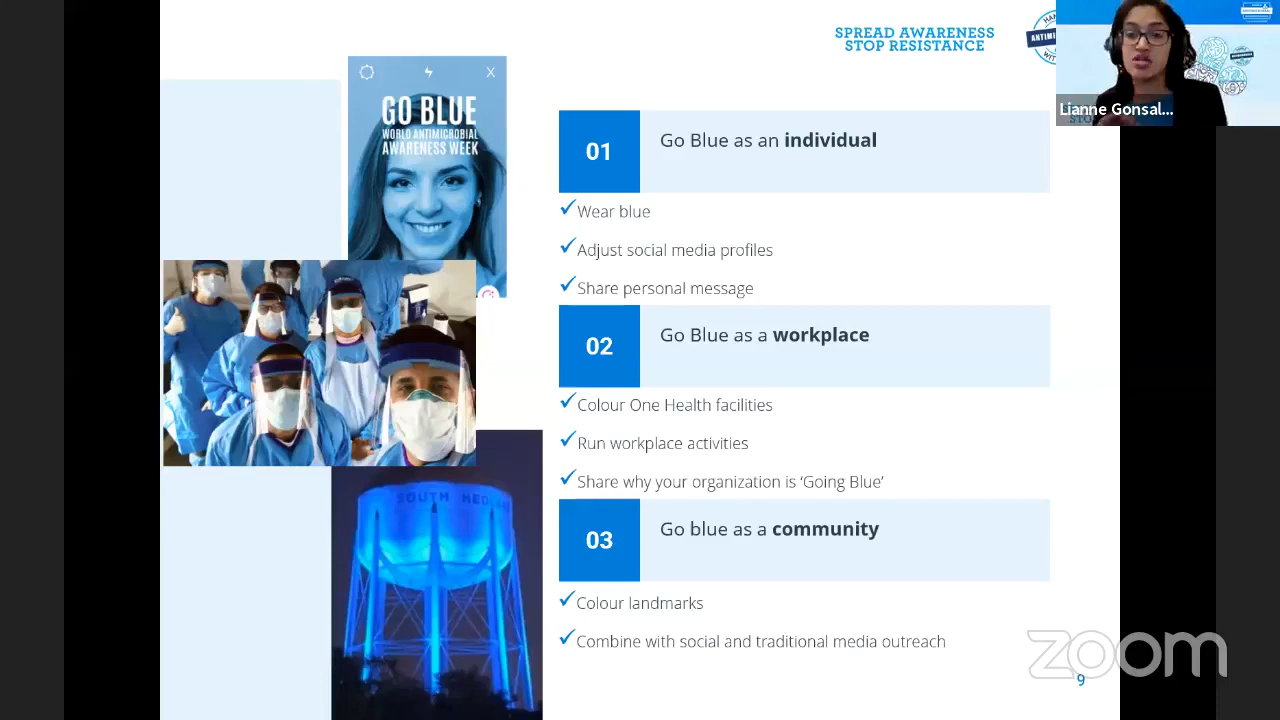 SPREAD AWARENESS
STOP RESISTANCE
GO BLUE
WORLD ANTIMICROBIAL
AWARENESS WEEK
X
01
Go Blue as an individual
Wear blue
Adjust social media profiles
Share personal message
02
Go Blue as a workplace
Colour One Health facilities
Run workplace activities
Share why your organization is ‘Going Blue’
03
Go blue as a community
Colour landmarks
Combine with social and traditional media outreach
SOUTH
Lianne Gonsal...
zoom
9